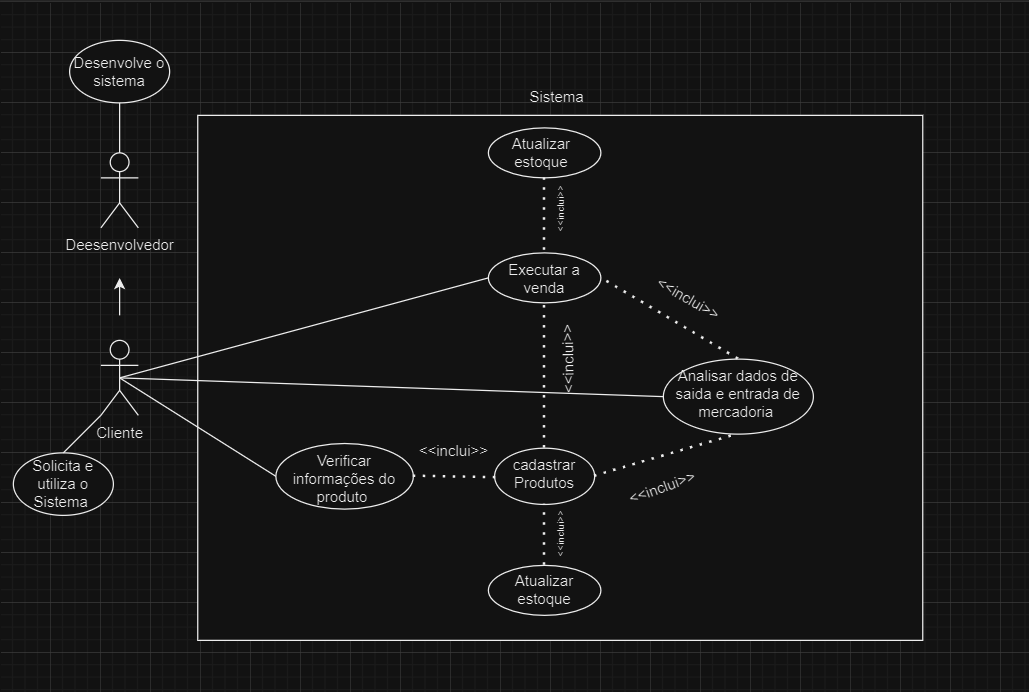 Desenvolve o
sistema
Sistema
Atualizar
estoque
<<inclui>>
Deesenvolvedor
Executar a
venda
<<inclui>>
<<inclui>>
Analisar dados de
saida e entrada de
mercadoria
Cliente
<<inclui>>
Verificar
informações do
produto
cadastrar
Produtos
Solicita e
utiliza o
Sistema
<<inclui>>
<<inclui>>
Atualizar
estoque